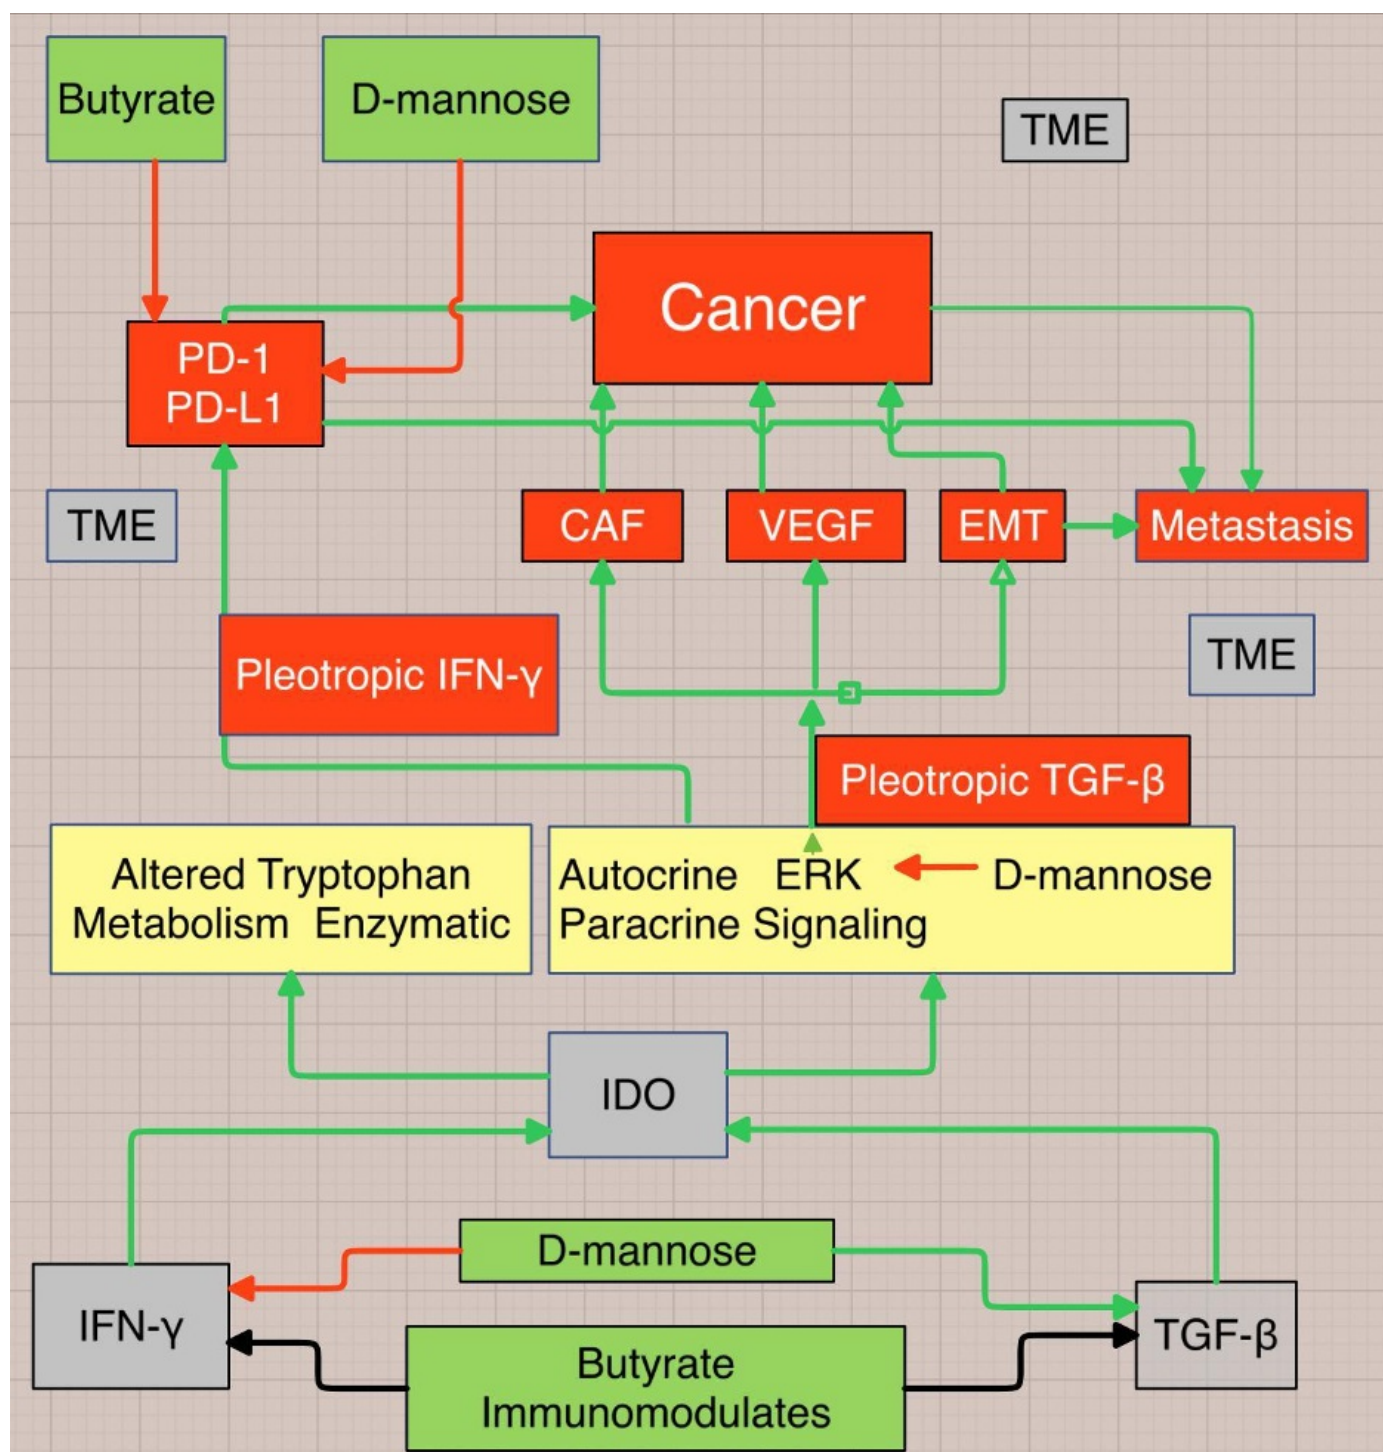 Butyrate
D-mannose
TME
Cancer
PD-1
PD-L1
TME
CAF
VEGF
EMT
Metastasis
TME
Pleotropic IFN-γ
Pleotropic TGF-β
Altered Tryptophan
Metabolism Enzymatic
Autocrine ERK D-mannose
Paracrine Signaling
IDO
D-mannose
IFN-γ
TGF-β
Butyrate
Immunomodulates